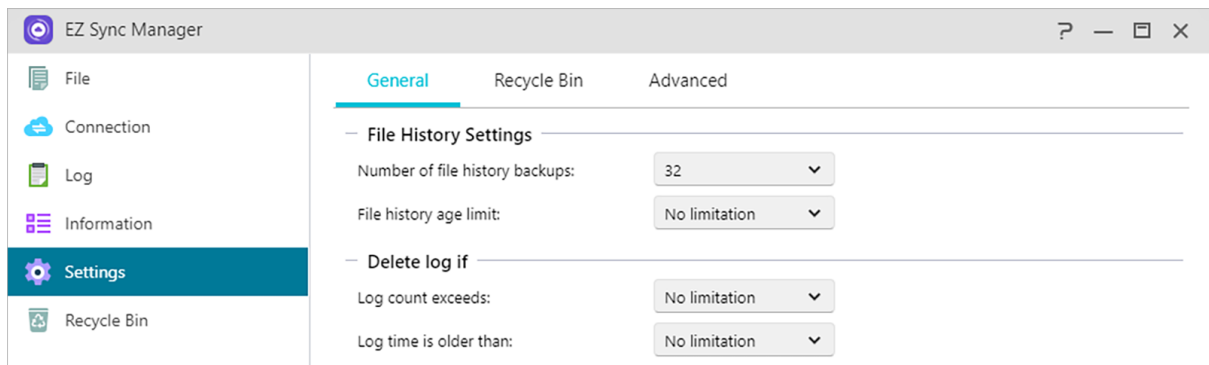 EZ Sync Manager
File
Connection
Log
Information
Settings
Recycle Bin
General Recycle Bin Advanced
File History Settings
Number of file history backups: 32
File history age limit: No limitation
Delete log if
Log count exceeds: No limitation
Log time is older than: No limitation